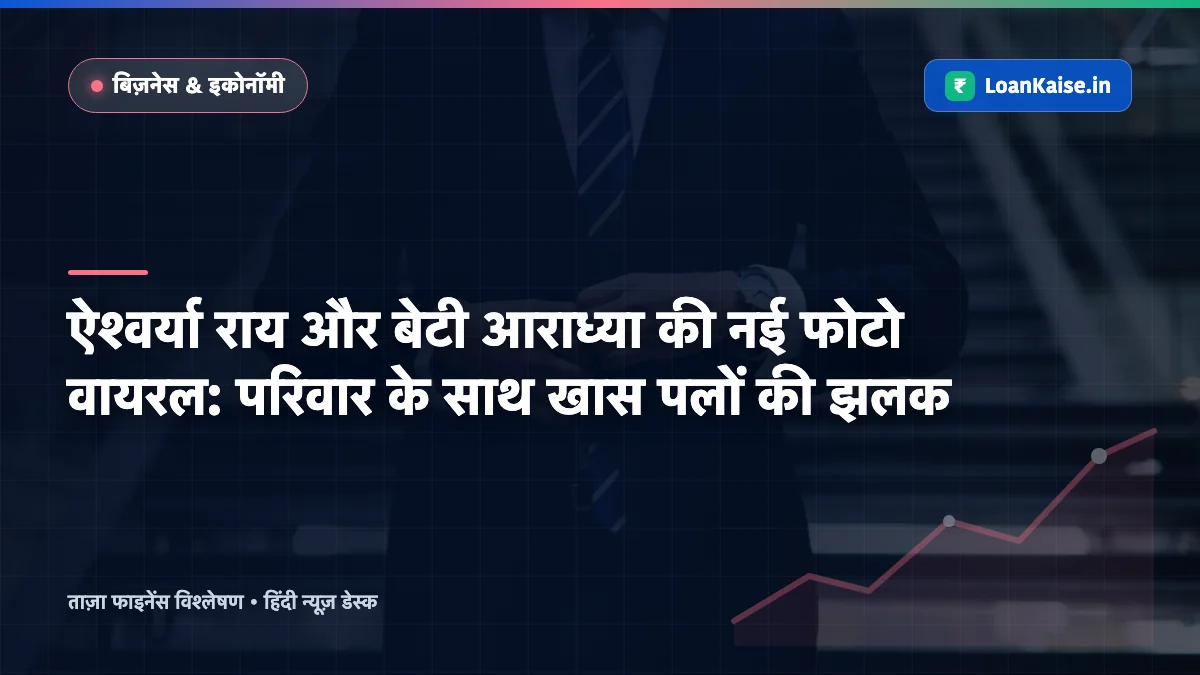 बिज़नेस & इकोनॉमी
₹ LoanKaise.in
ऐश्वर्या राय और बेटी आराध्या की नई फोटो
वायरल: परिवार के साथ खास पलों की झलक
ताज़ा फाइनेंस विश्लेषण • हिंदी न्यूज़ डेस्क